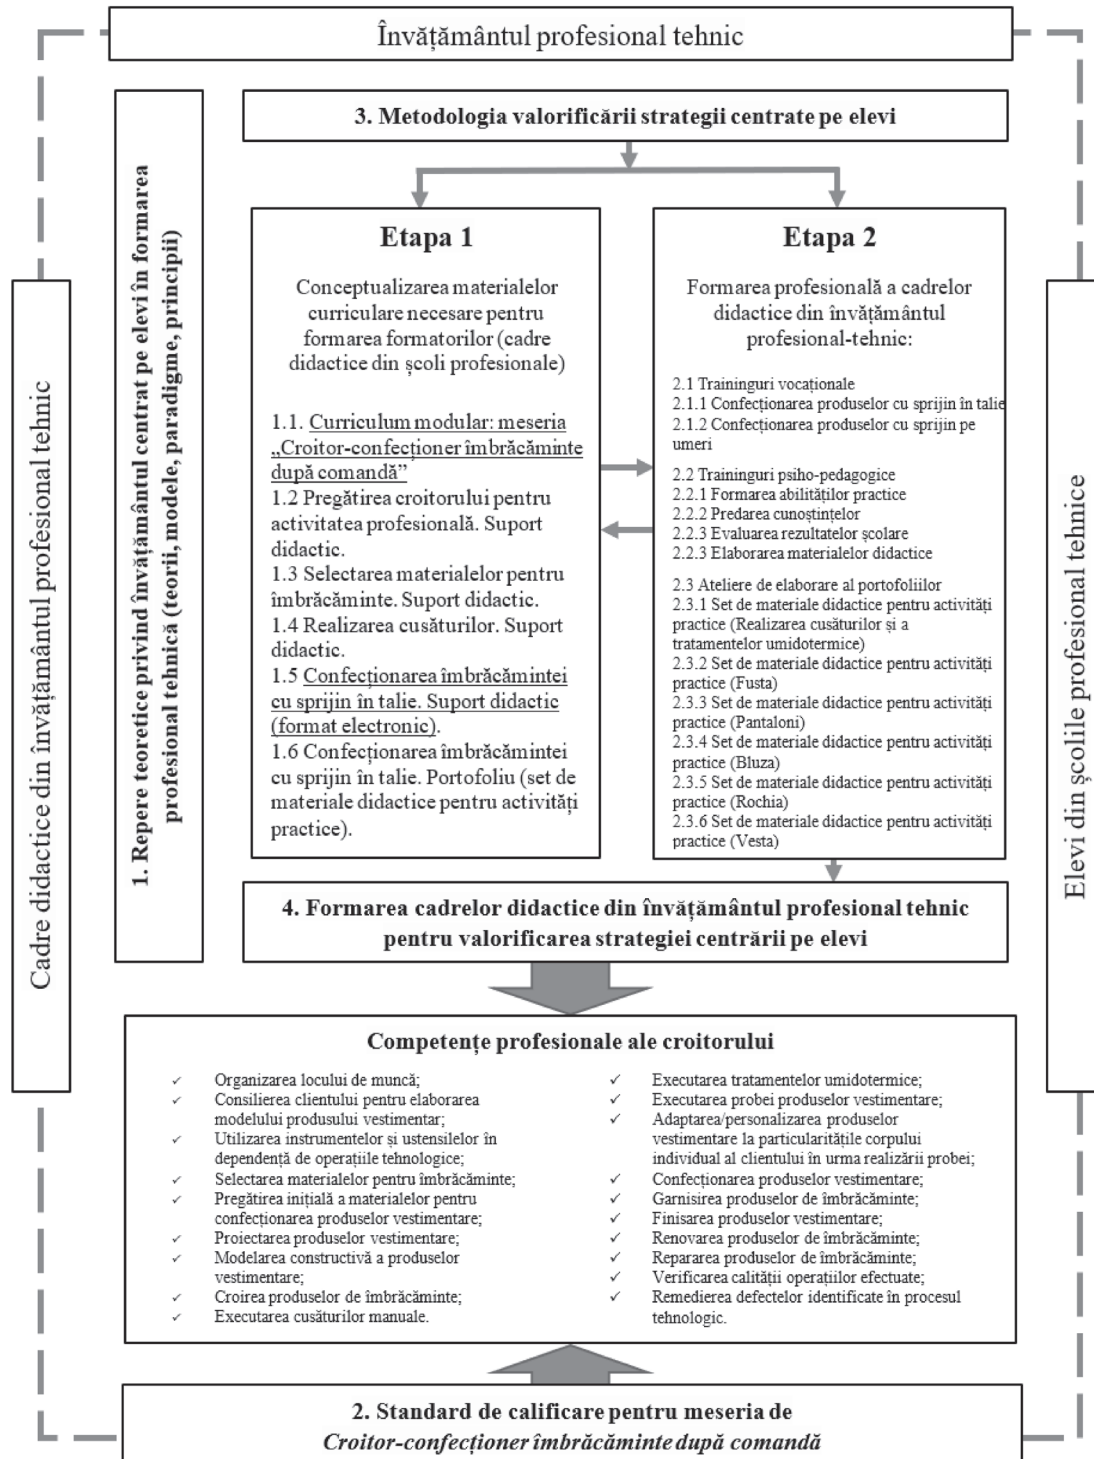 Învățământul profesional tehnic
Cadre didactice din învățământul profesional tehnic
1. Repere teoretice privind învățământul centrat pe elevi în formarea
profesional tehnică (teorii, modele, paradigme, principii)
3. Metodologia valorificării strategii centrate pe elevi
Etapa 1
Conceptualizarea materialelor
curriculare necesare pentru
formarea formatorilor (cadre
didactice din școli profesionale)
1.1. Curriculum modular: meseria
„Croitor-confecționer îmbrăcăminte
după comandă”
1.2 Pregătirea croitorului pentru
activitatea profesională. Suport
didactic.
1.3 Selectarea materialelor pentru
îmbrăcăminte. Suport didactic.
1.4 Realizarea cusăturilor. Suport
didactic.
1.5 Confecționarea îmbrăcămintei
cu sprijin în talie. Suport didactic
(format electronic).
1.6 Confecționarea îmbrăcămintei
cu sprijin în talie. Portofoliu (set de
materiale didactice pentru activități
practice).
Etapa 2
Formarea profesională a cadrelor
didactice din învățământul
profesional-tehnic:
2.1 Traininguri vocaționale
2.1.1 Confecționarea produselor cu sprijin în talie
2.1.2 Confecționarea produselor cu sprijin pe
umeri
2.2 Traininguri psiho-pedagogice
2.2.1 Formarea abilităților practice
2.2.2 Predarea cunoștințelor
2.2.3 Evaluarea rezultatelor școlare
2.2.3 Elaborarea materialelor didactice
2.3 Ateliere de elaborare al portofoliilor
2.3.1 Set de materiale didactice pentru activități
practice (Realizarea cusăturilor și a
tratamentelor umidotermice)
2.3.2 Set de materiale didactice pentru activități
practice (Fusta)
2.3.3 Set de materiale didactice pentru activități
practice (Pantaloni)
2.3.4 Set de materiale didactice pentru activități
practice (Bluza)
2.3.5 Set de materiale didactice pentru activități
practice (Rochia)
2.3.6 Set de materiale didactice pentru activități
practice (Vesta)
Elevi din școlile profesional tehnice
4. Formarea cadrelor didactice din învățământul profesional tehnic
pentru valorificarea strategiei centrării pe elevi
Competențe profesionale ale croitorului
✓ Organizarea locului de muncă;
✓ Consilierea clientului pentru elaborarea
modelului produsului vestimentar;
✓ Utilizarea instrumentelor și ustensilelor în
dependență de operațiile tehnologice;
✓ Selectarea materialelor pentru îmbrăcăminte;
✓ Pregătirea inițială a materialelor pentru
confecționarea produselor vestimentare;
✓ Proiectarea produselor vestimentare;
✓ Modelarea constructivă a produselor
vestimentare;
✓ Croirea produselor de îmbrăcăminte;
✓ Executarea cusăturilor manuale.
✓ Executarea tratamentelor umidotermice;
✓ Executarea probei produselor vestimentare;
✓ Adaptarea/personalizarea produselor
vestimentare la particularitățile corpului
individual al clientului în urma realizării probei;
✓ Confecționarea produselor vestimentare;
✓ Garnisirea produselor de îmbrăcăminte;
✓ Finisarea produselor vestimentare;
✓ Renovarea produselor de îmbrăcăminte;
✓ Repararea produselor de îmbrăcăminte;
✓ Verificarea calității operațiilor efectuate;
✓ Remedierea defectelor identificate în procesul
tehnologic.
2. Standard de calificare pentru meseria de
Croitor-confecționer îmbrăcăminte după comandă